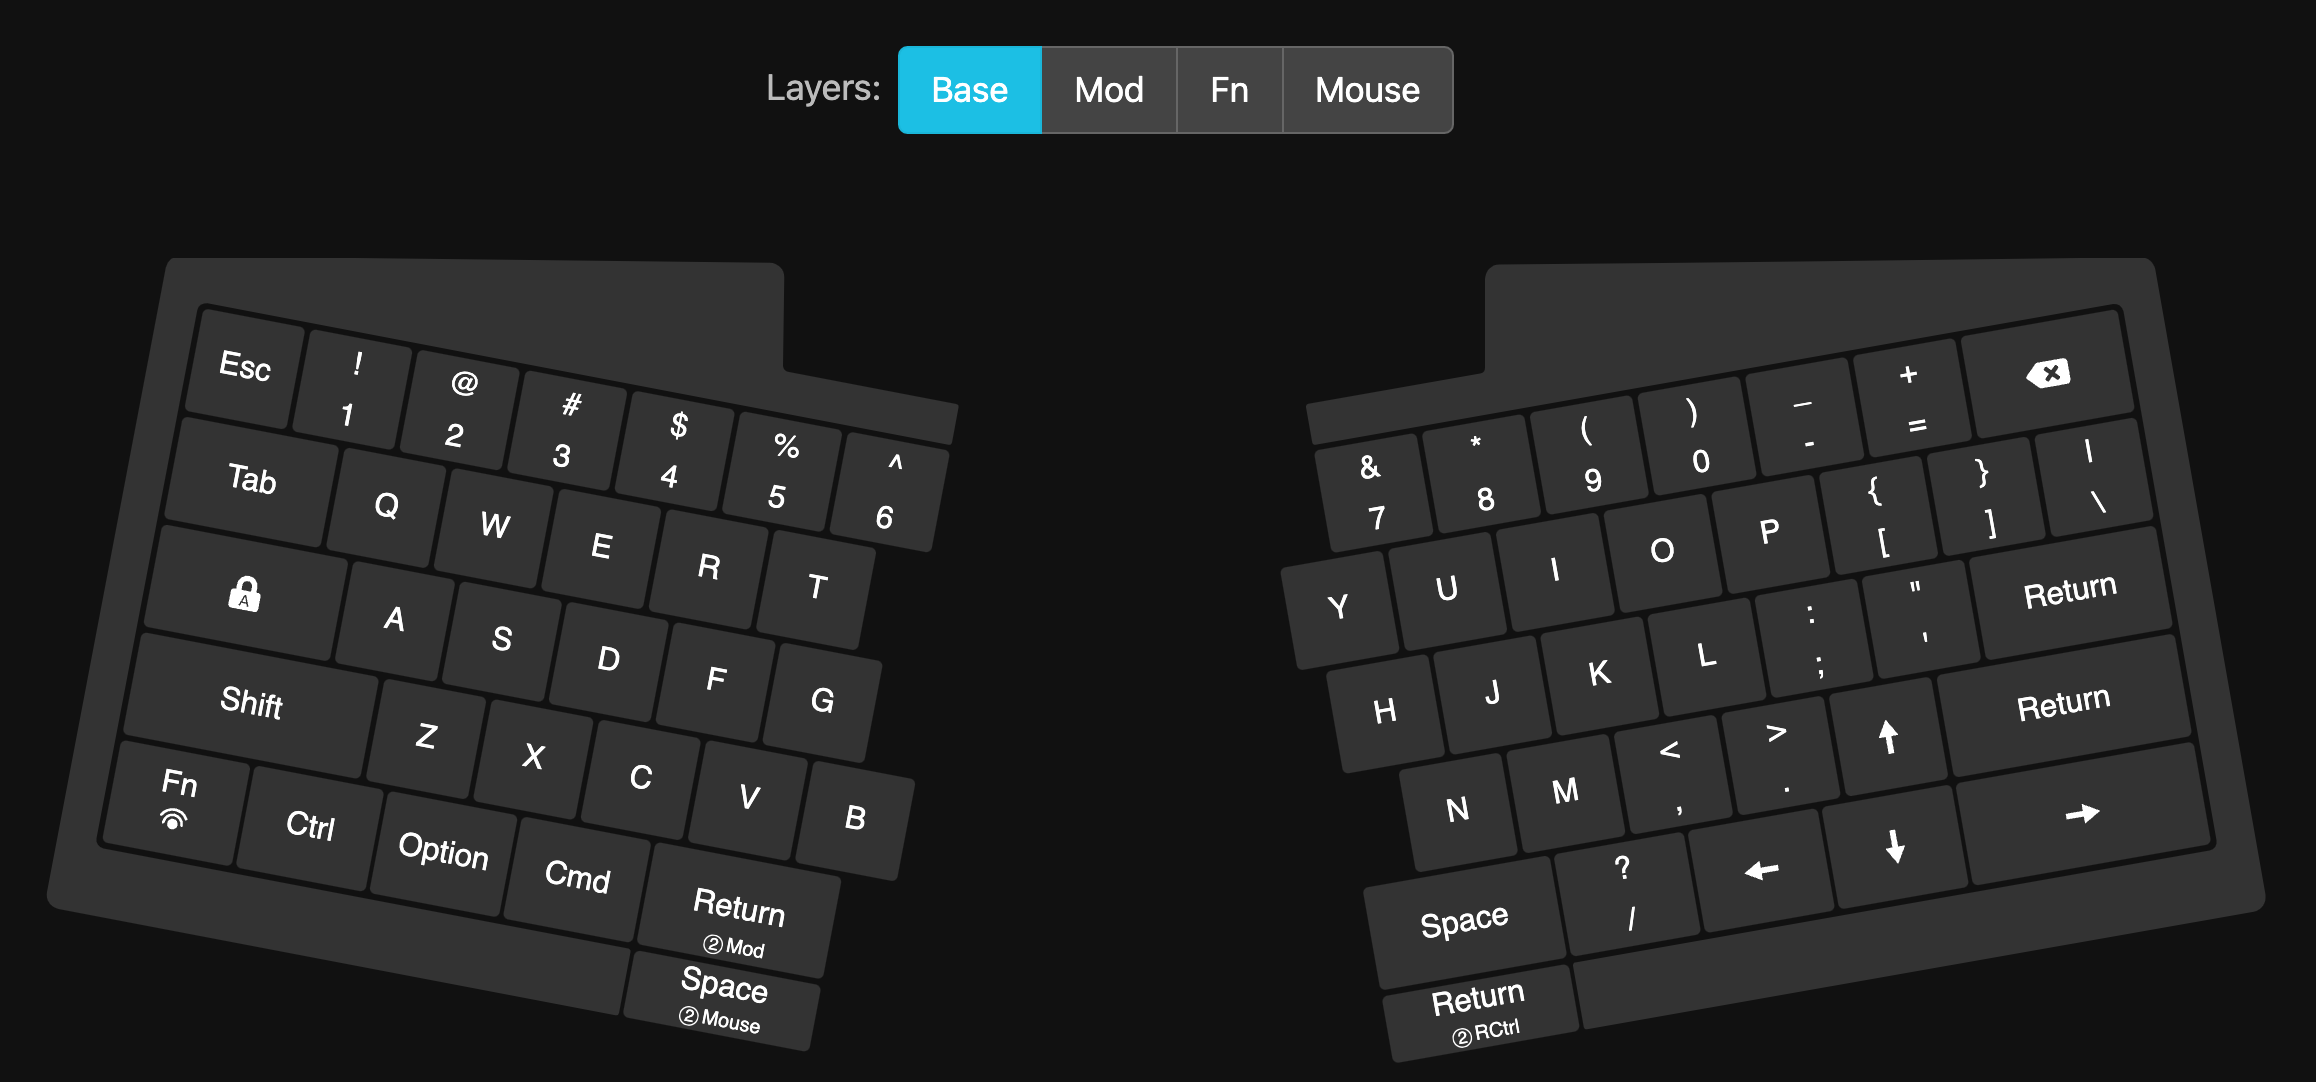 Layers: Base Mod Fn Mouse
Esc ! 1 @ 2 # 3 $ 4 % 5 ^ 6
Tab Q W E R T
A A S D F G
Shift Z X C V B
Fn Ctrl Option Cmd Return
② Mod
Space
② Mouse
& 7 * 8 ( 9 ) 0 _ - + =
Y U I O P { [ } ] | \
H J K L : ; " ' Return
N M < , > . Return
Space ? /
Return
② RCtrl